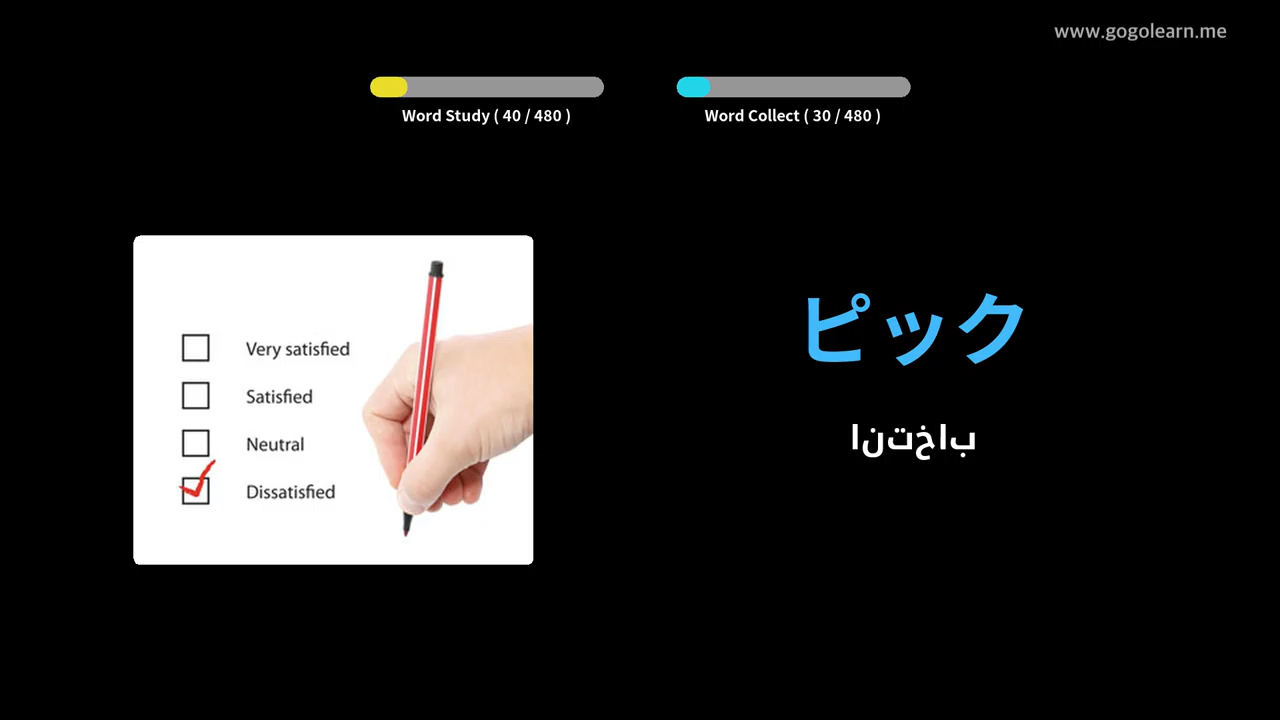 www.gogolearn.me
Word Study ( 40 / 480 )
Word Collect ( 30 / 480 )
Very satisfied
Satisfied
Neutral
Dissatisfied
ピック
انتخاب